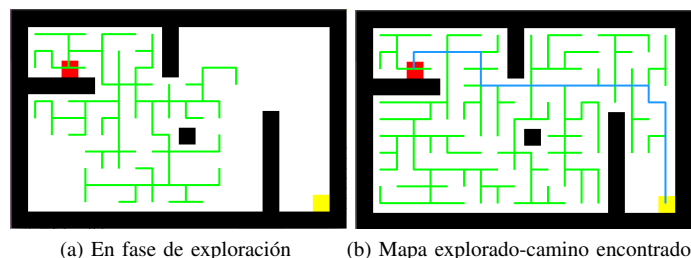 (a) En fase de exploración
(b) Mapa explorado-camino encontrado